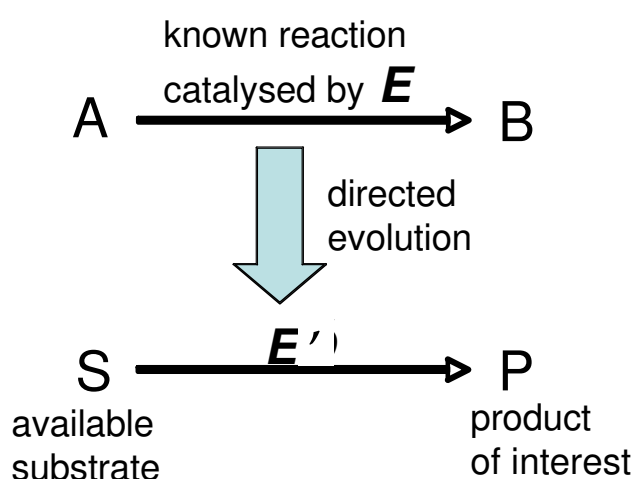 known reaction
catalysed by E
A B
directed
evolution
E ′)
S P
available
substrate
product
of interest